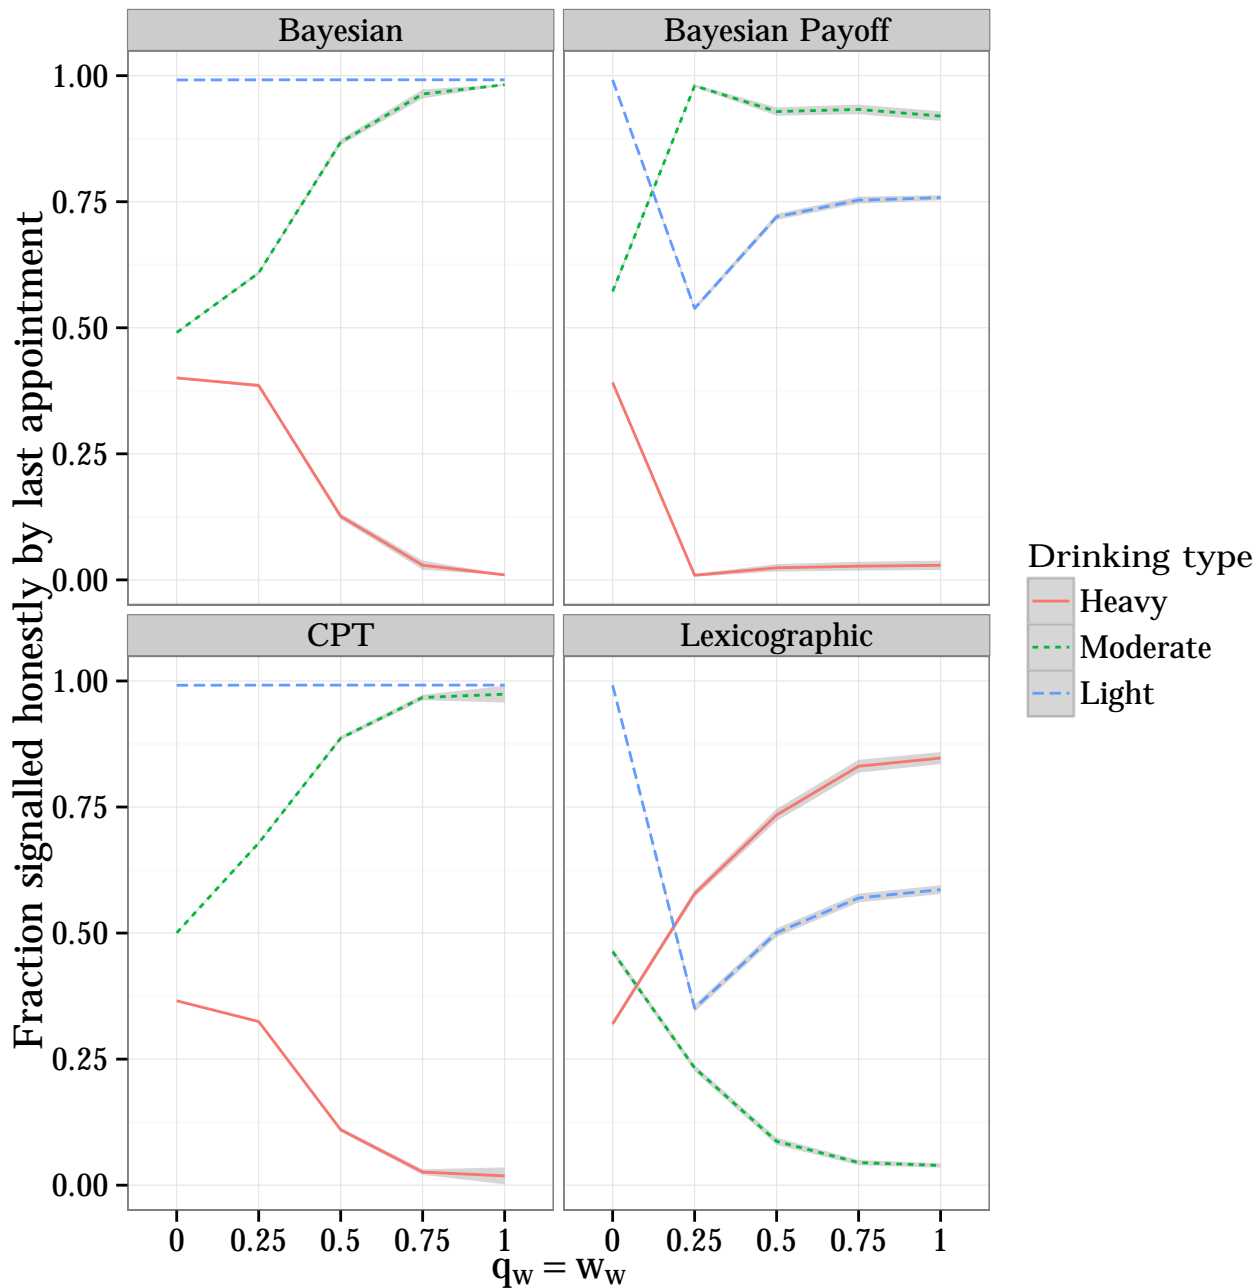 Bayesian
Bayesian Payoff
1.00
0.75
0.50
0.25
0.00
CPT
Lexicographic
1.00
0.75
0.50
0.25
0.00
0 0.25 0.5 0.75 1
0 0.25 0.5 0.75 1
q_w = w_w
Fraction signalled honestly by last appointment
Drinking type
Heavy
Moderate
Light